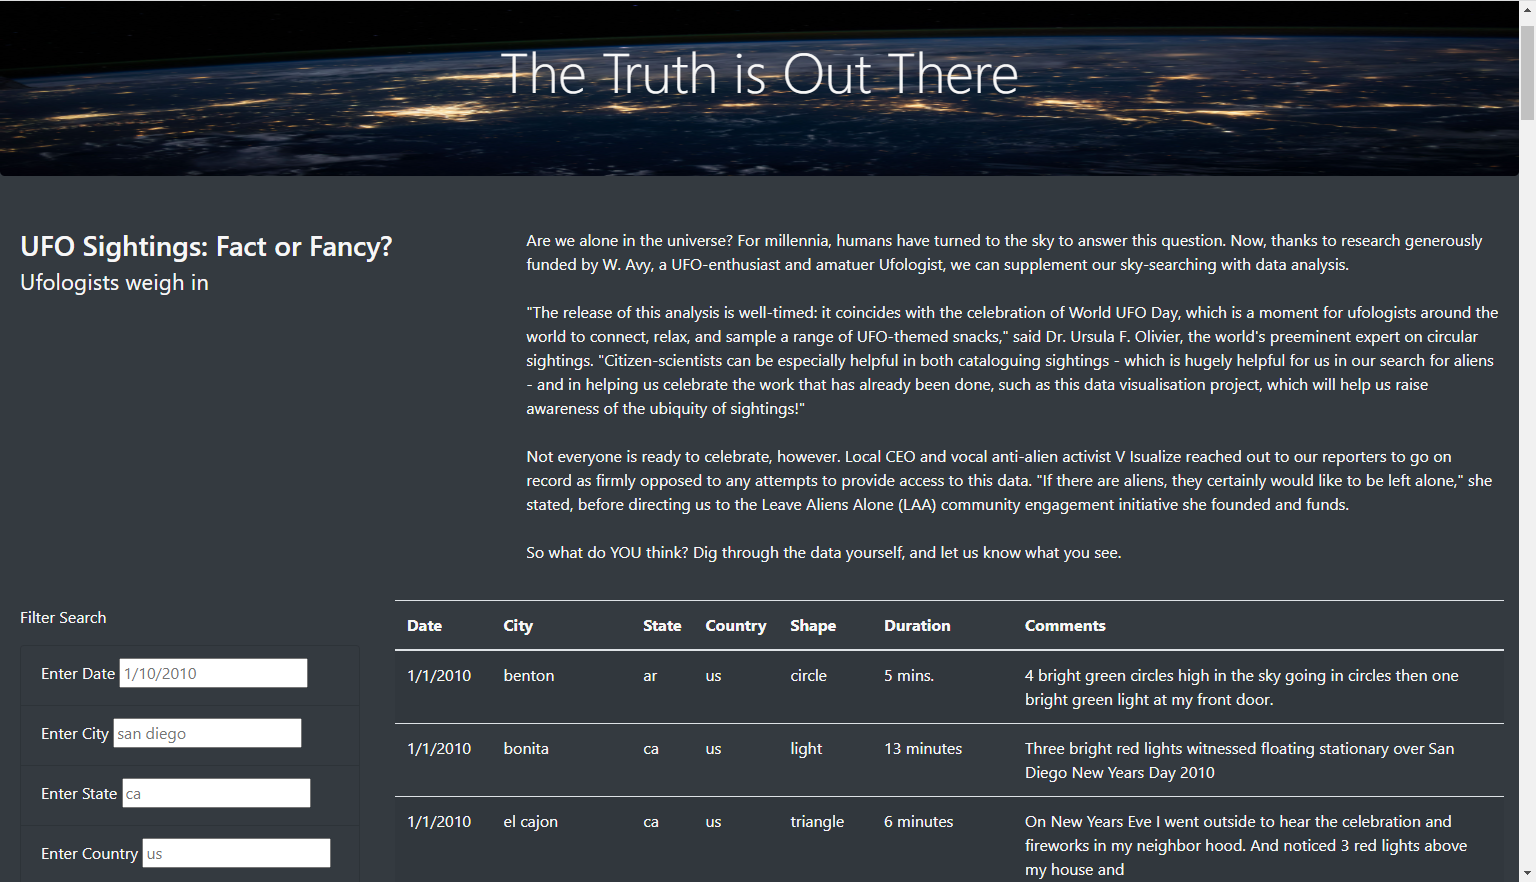 The Truth is Out There
UFO Sightings: Fact or Fancy?
Ufologists weigh in
Are we alone in the universe? For millennia, humans have turned to the sky to answer this question. Now, thanks to research generously
funded by W. Avy, a UFO-enthusiast and amatuer Ufologist, we can supplement our sky-searching with data analysis.
"The release of this analysis is well-timed: it coincides with the celebration of World UFO Day, which is a moment for ufologists around the
world to connect, relax, and sample a range of UFO-themed snacks," said Dr. Ursula F. Olivier, the world's preeminent expert on circular
sightings. "Citizen-scientists can be especially helpful in both cataloguing sightings - which is hugely helpful for us in our search for aliens
- and in helping us celebrate the work that has already been done, such as this data visualisation project, which will help us raise
awareness of the ubiquity of sightings!"
Not everyone is ready to celebrate, however. Local CEO and vocal anti-alien activist V Isualize reached out to our reporters to go on
record as firmly opposed to any attempts to provide access to this data. "If there are aliens, they certainly would like to be left alone," she
stated, before directing us to the Leave Aliens Alone (LAA) community engagement initiative she founded and funds.
So what do YOU think? Dig through the data yourself, and let us know what you see.
Filter Search
Enter Date 1/10/2010
Enter City san diego
Enter State ca
Enter Country us
Date City State Country Shape Duration Comments
1/1/2010 benton ar us circle 5 mins. 4 bright green circles high in the sky going in circles then one
bright green light at my front door.
1/1/2010 bonita ca us light 13 minutes Three bright red lights witnessed floating stationary over San
Diego New Years Day 2010
1/1/2010 el cajon ca us triangle 6 minutes On New Years Eve I went outside to hear the celebration and
fireworks in my neighbor hood. And noticed 3 red lights above
my house and